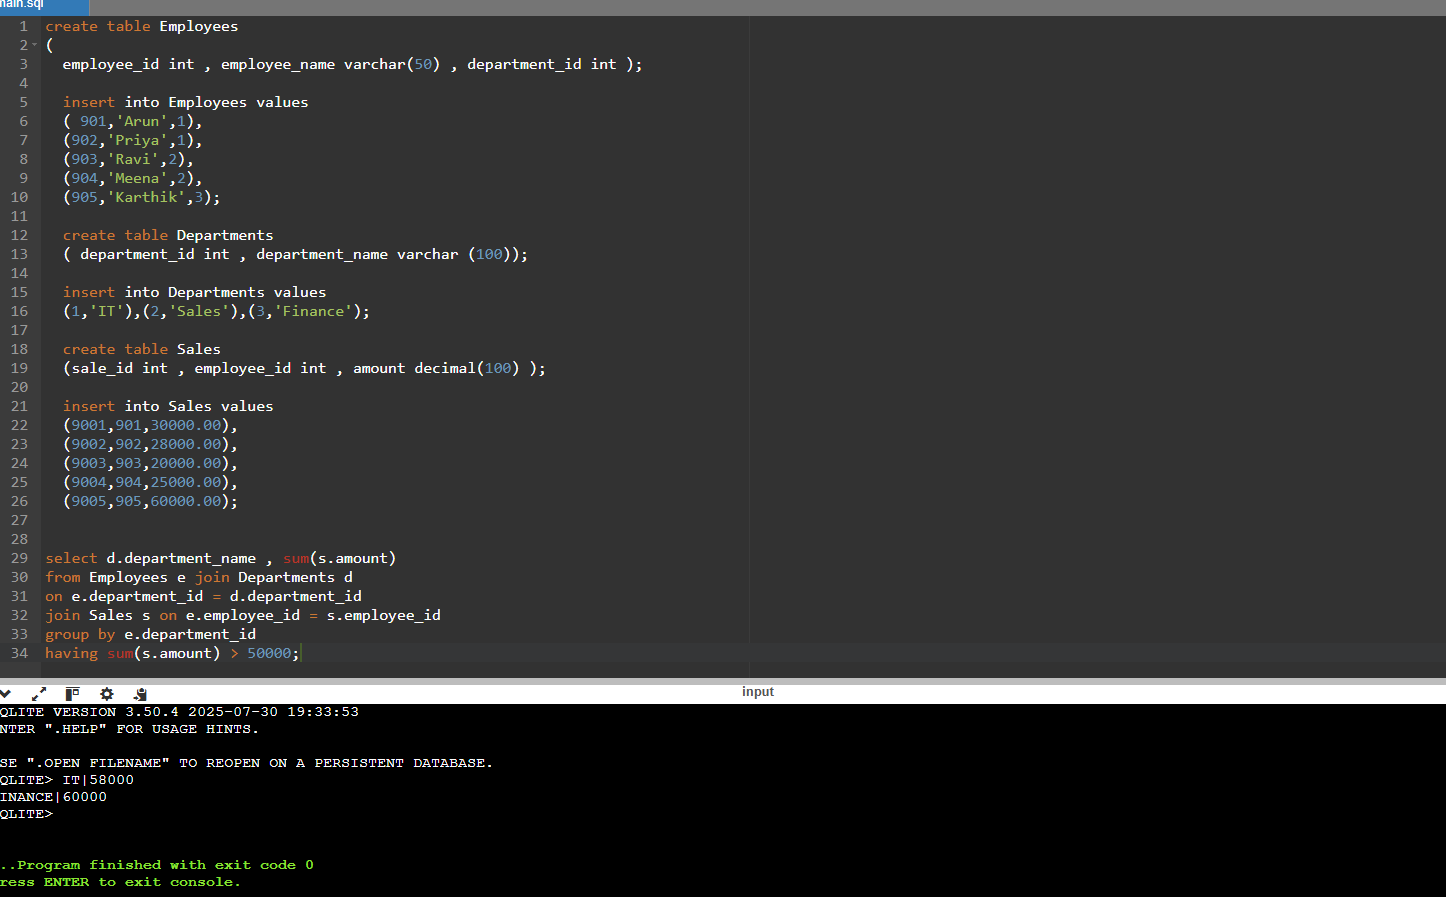 main.sql
1 create table Employees
2 (
3 employee_id int , employee_name varchar(50) , department_id int );
4
5 insert into Employees values
6 ( 901,'Arun',1),
7 (902,'Priya',1),
8 (903,'Ravi',2),
9 (904,'Meena',2),
10 (905,'Karthik',3);
11
12 create table Departments
13 ( department_id int , department_name varchar (100));
14
15 insert into Departments values
16 (1,'IT'),(2,'Sales'),(3,'Finance');
17
18 create table Sales
19 (sale_id int , employee_id int , amount decimal(100) );
20
21 insert into Sales values
22 (9001,901,30000.00),
23 (9002,902,28000.00),
24 (9003,903,20000.00),
25 (9004,904,25000.00),
26 (9005,905,60000.00);
27
28
29 select d.department_name , sum(s.amount)
30 from Employees e join Departments d
31 on e.department_id = d.department_id
32 join Sales s on e.employee_id = s.employee_id
33 group by e.department_id
34 having sum(s.amount) > 50000;
input
QLITE VERSION 3.50.4 2025-07-30 19:33:53
NTER ".HELP" FOR USAGE HINTS.
SE ".OPEN FILENAME" TO REOPEN ON A PERSISTENT DATABASE.
QLITE> IT|58000
INANCE|60000
QLITE>
..Program finished with exit code 0
ress ENTER to exit console.